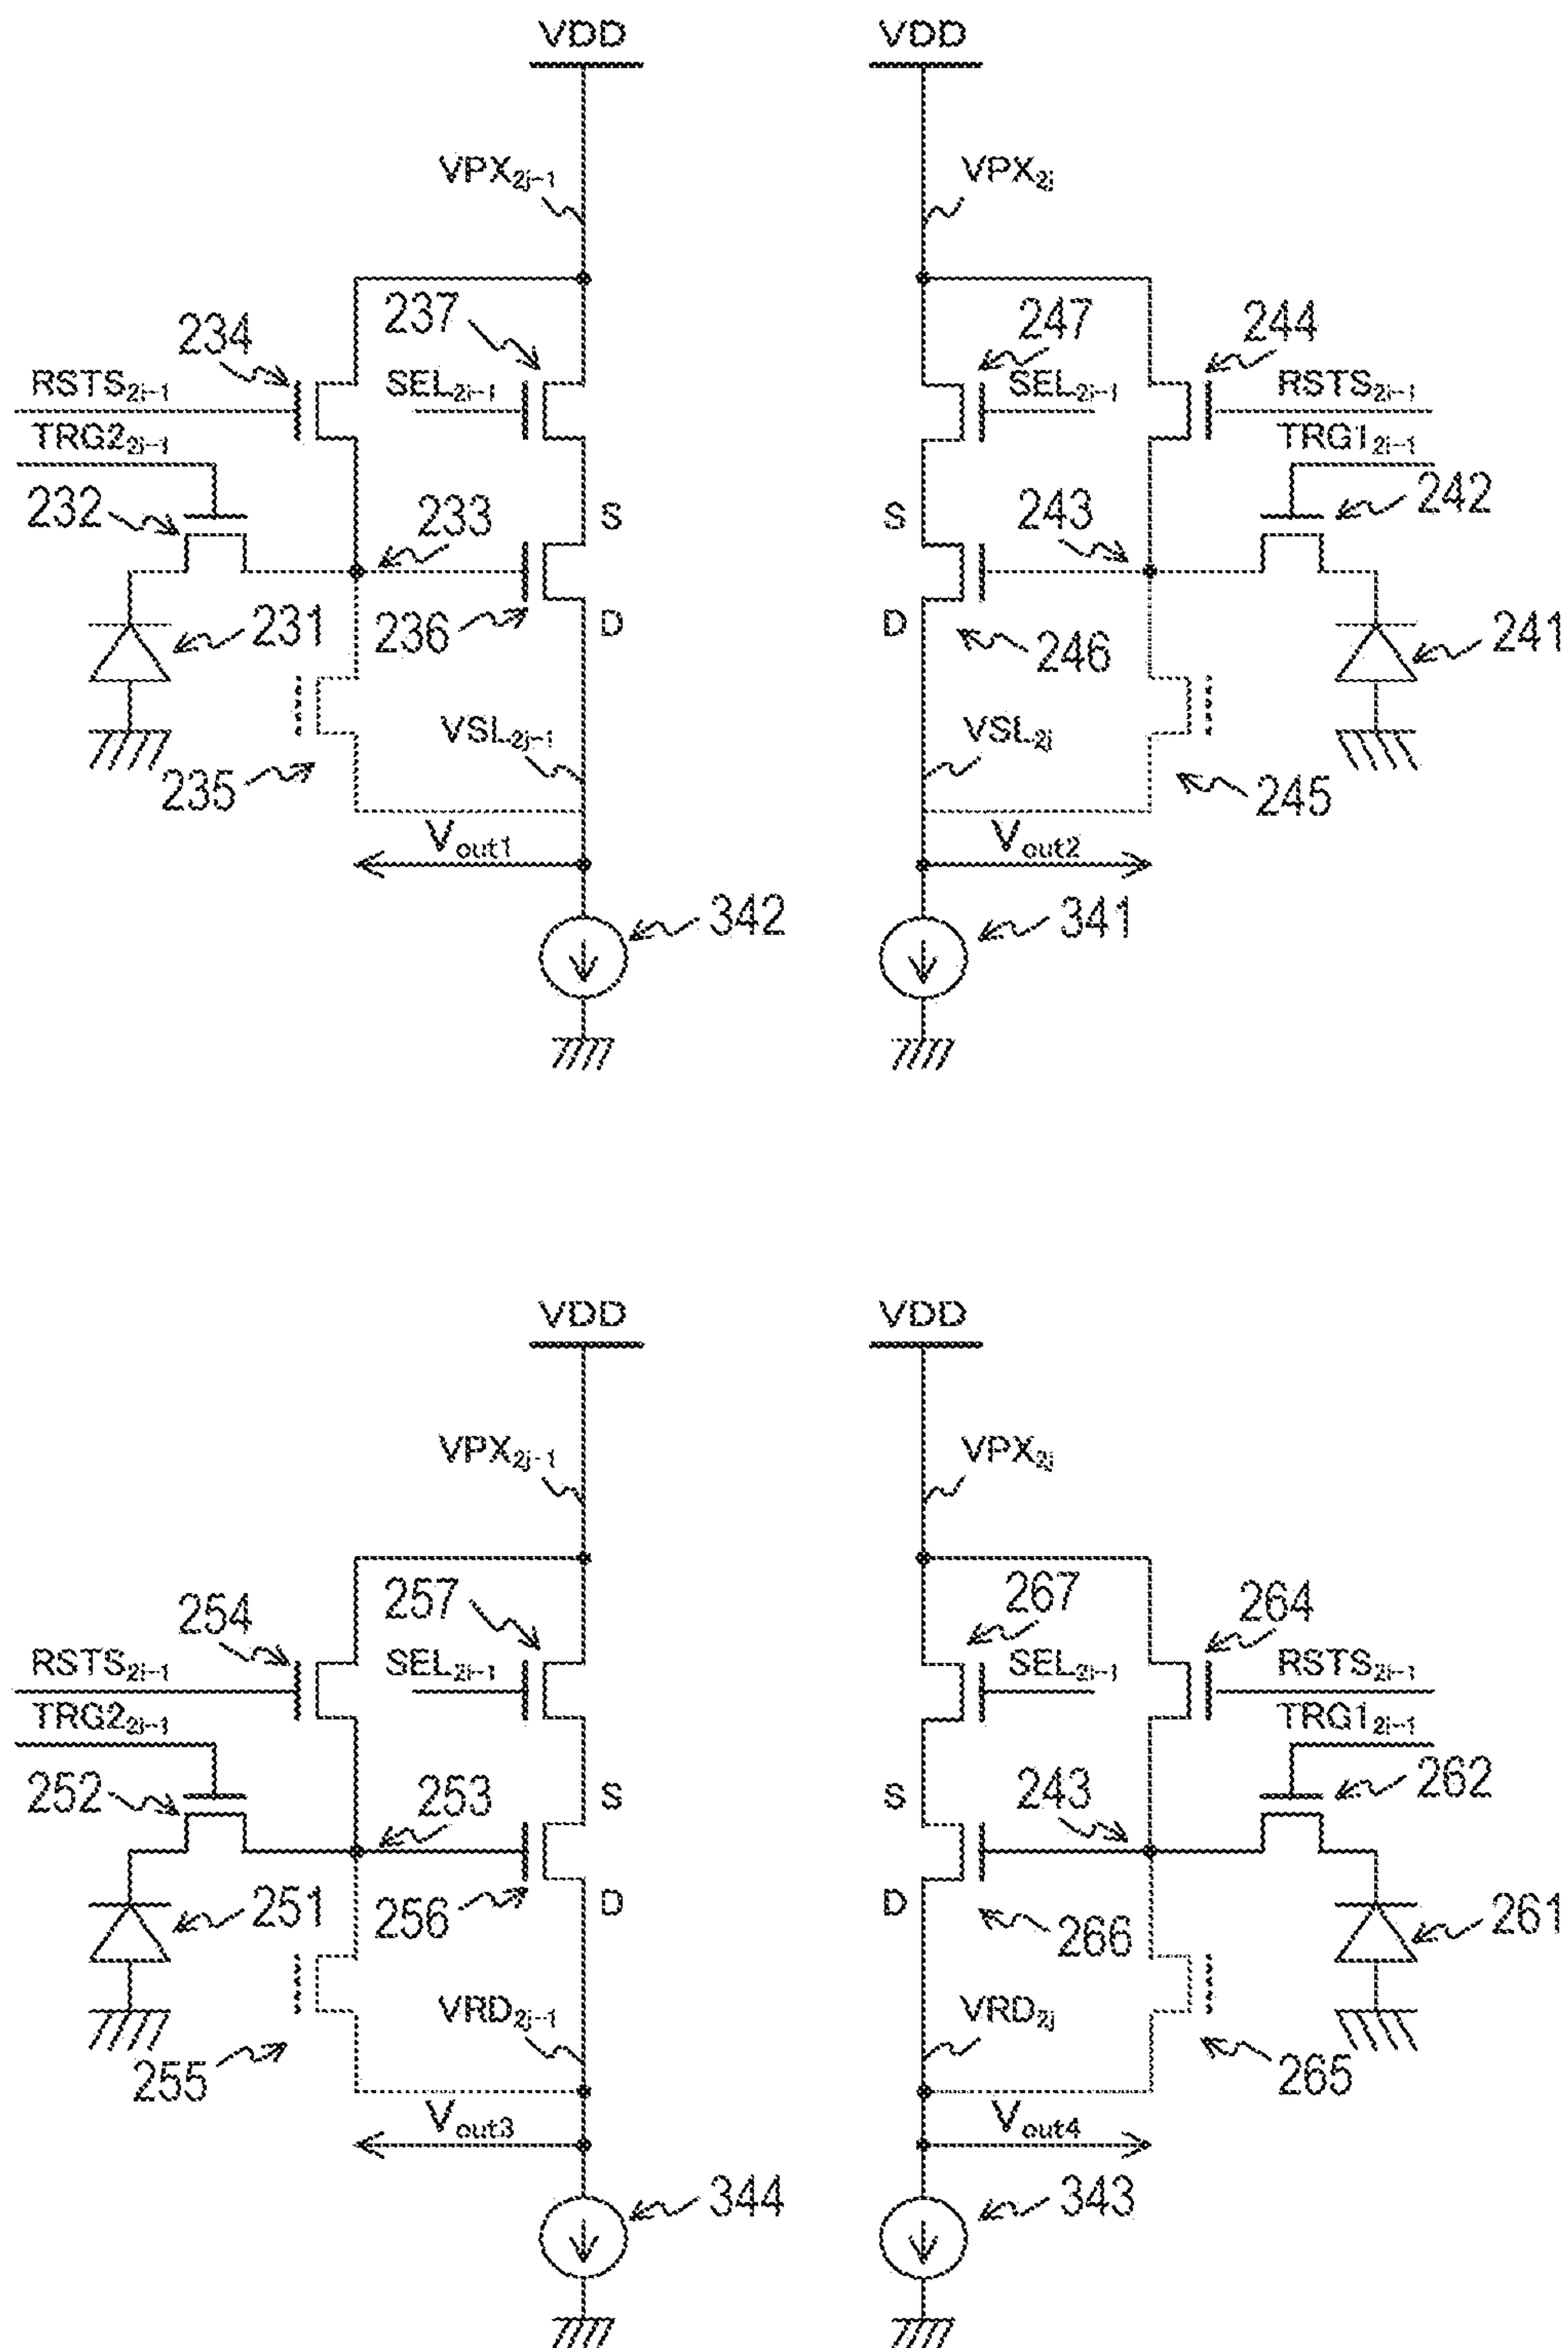 VDD VDD
VPX2j-1 VPX2j
237 247
234 244
RSTS2i-1 SEL2i-1 SEL2i-1 RSTS2i-1
TRG22i-1 TRG12i-1
232 233 S S 243 242
231 236 D D 246 241
VSL2j-1 VSL2j
235 245
Vout1 Vout2
342 341
VDD VDD
VPX2j-1 VPX2j
257 267
254 264
RSTS2i-1 SEL2i-1 SEL2i-1 RSTS2i-1
TRG22i-1 TRG12i-1
252 253 S S 243 262
251 256 D D 266 261
VRD2j-1 VRD2j
255 265
Vout3 Vout4
344 343